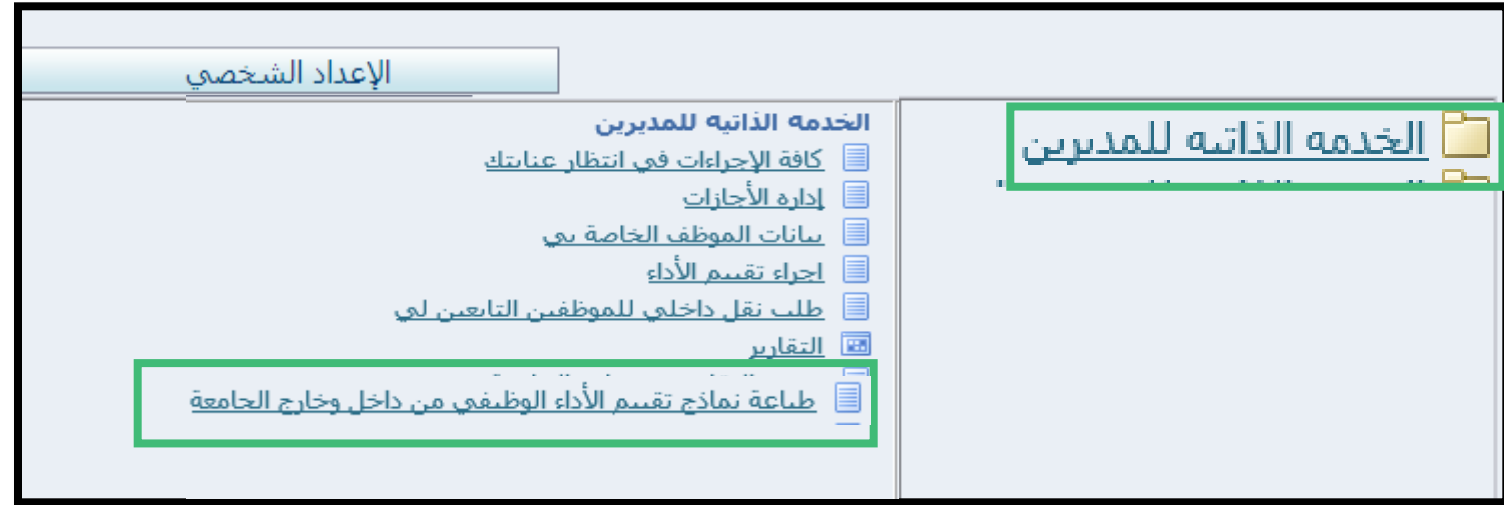 الإعداد الشخصي
الخدمه الذاتيه للمديرين
الخدمه الذاتيه للمديرين
كافة الإجراءات في انتظار عنايتك
إداره الأجازات
بيانات الموظف الخاصة بي
اجراء تقييم الأداء
طلب نقل داخلي للموظفين التابعين لي
التقارير
طباعة نماذج تقييم الأداء الوظيفي من داخل وخارج الجامعة